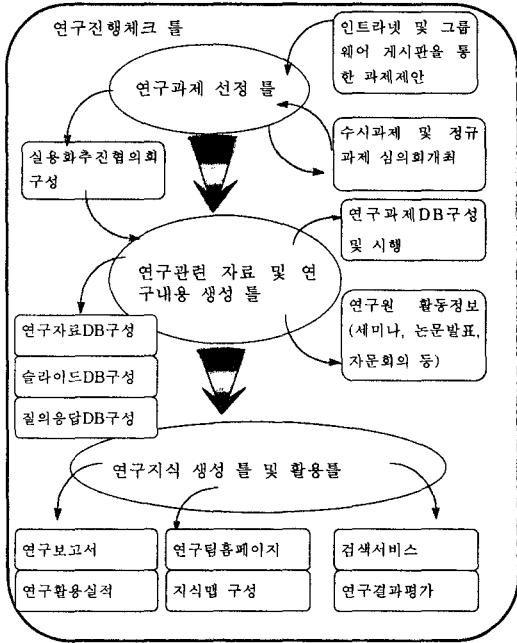 연구진행체크 틀
인트라넷 및 그룹
웨어 게시판을 통
한 과제제안
연구과제 선정 틀
수시과제 및 정규
과제 심의회개최
실용화추진협의회
구성
연구과제DB구성
및 시행
연구관련 자료 및 연
구내용 생성 틀
연구원 활동정보
(세미나, 논문발표,
자문회의 등)
연구자료DB구성
슬라이드DB구성
질의응답DB구성
연구지식 생성 틀 및 활용틀
연구보고서
연구활용실적
연구팀홈페이지
지식맵 구성
검색서비스
연구결과평가